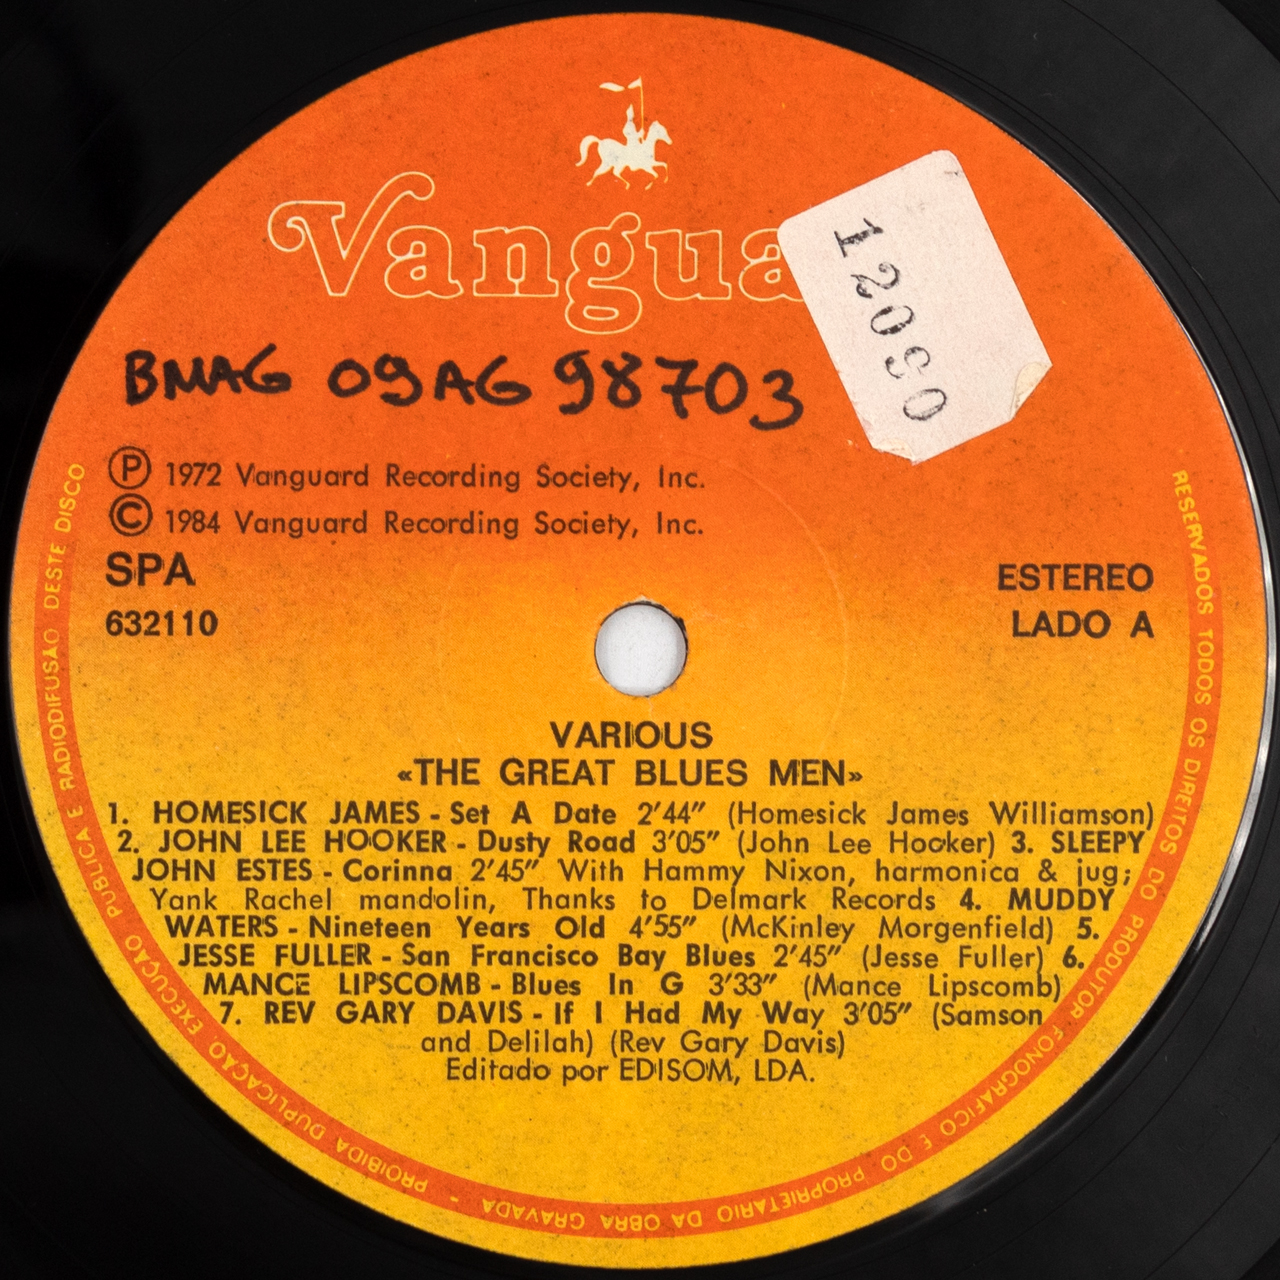 Vangua
12090
BMAG 09AG 98703
Ⓟ 1972 Vanguard Recording Society, Inc.
© 1984 Vanguard Recording Society, Inc.
SPA
632110
ESTEREO
LADO A
VARIOUS
«THE GREAT BLUES MEN»
1. HOMESICK JAMES - Set A Date 2'44" (Homesick James Williamson)
2. JOHN LEE HOOKER - Dusty Road 3'05" (John Lee Hooker) 3. SLEEPY
JOHN ESTES - Corinna 2'45" With Hammy Nixon, harmonica & jug;
Yank Rachel mandolin, Thanks to Delmark Records 4. MUDDY
WATERS - Nineteen Years Old 4'55" (McKinley Morgenfield) 5.
JESSE FULLER - San Francisco Bay Blues 2'45" (Jesse Fuller) 6.
MANCE LIPSCOMB - Blues In G 3'33" (Mance Lipscomb)
7. REV GARY DAVIS - If I Had My Way 3'05" (Samson
and Delilah) (Rev Gary Davis)
Editado por EDISOM, LDA.
RESERVADOS TODOS OS DIREITOS DO PRODUTOR FONOGRAFICO E DO PROPRIETARIO DA OBRA GRAVADA - PROIBIDA DUPLICAÇÃO, EXECUÇÃO PUBLICA E RADIODIFUSÃO DESTE DISCO